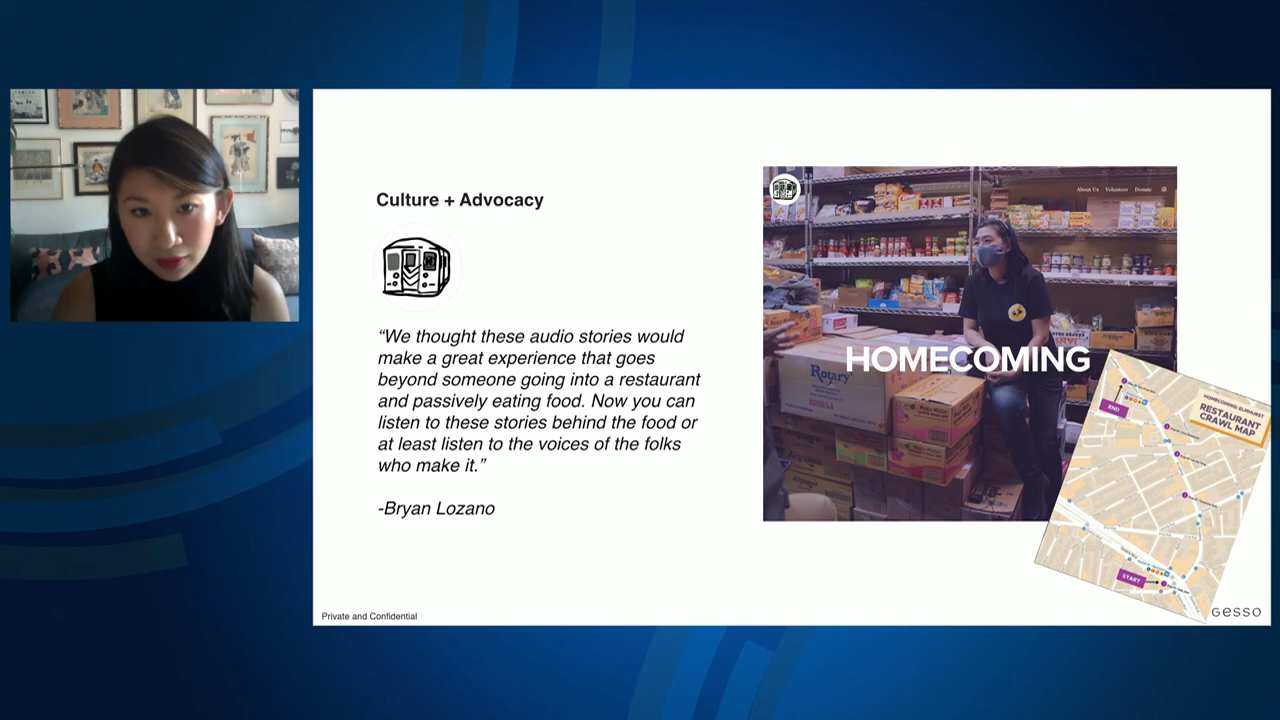 Culture + Advocacy
“We thought these audio stories would
make a great experience that goes
beyond someone going into a restaurant
and passively eating food. Now you can
listen to these stories behind the food or
at least listen to the voices of the folks
who make it.”
-Bryan Lozano
Private and Confidential
About Us Volunteer Donate
Rotary
HOMECOMING
HOMECOMING: ELMHURST
RESTAURANT
CRAWL MAP
END
START
gesso